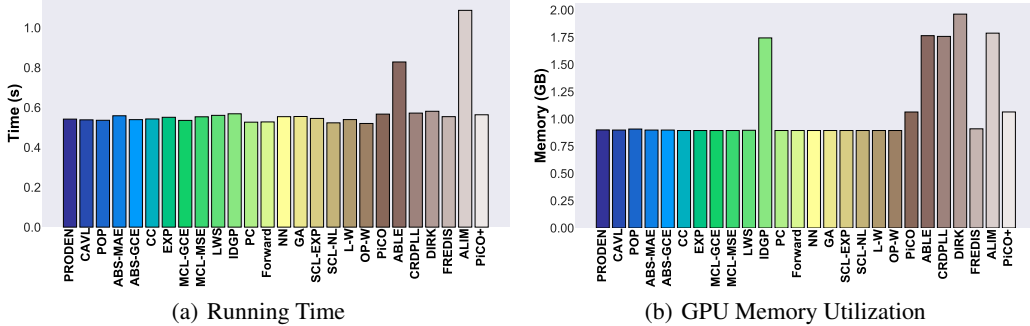 1.0
0.8
0.6
0.4
0.2
0.0
Time (s)
PRODEN
CAVL
POP
ABS-MAE
ABS-GCE
CC
EXP
MCL-GCE
MCL-MSE
LWS
IDGP
PC
Forward
NN
GA
SCL-EXP
SCL-NL
L-W
OP-W
PiCO
ABLE
CRDPLL
DIRK
FREDIS
ALIM
PiCO+
(a) Running Time
2.00
1.75
1.50
1.25
1.00
0.75
0.50
0.25
0.00
Memory (GB)
PRODEN
CAVL
POP
ABS-MAE
ABS-GCE
CC
EXP
MCL-GCE
MCL-MSE
LWS
IDGP
PC
Forward
NN
GA
SCL-EXP
SCL-NL
L-W
OP-W
PiCO
ABLE
CRDPLL
DIRK
FREDIS
ALIM
PiCO+
(b) GPU Memory Utilization